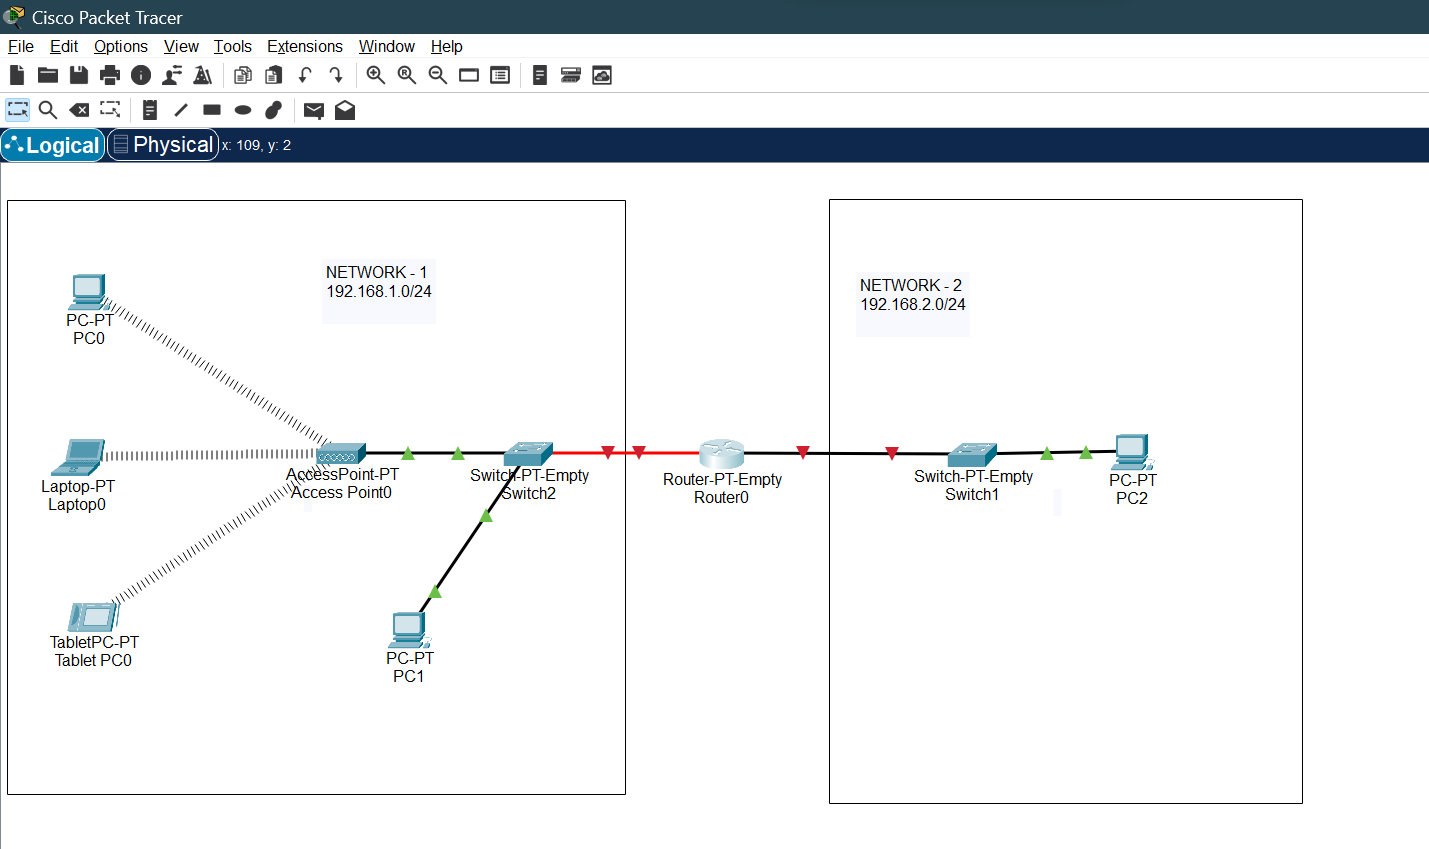 Cisco Packet Tracer
File Edit Options View Tools Extensions Window Help
Logical Physical x: 109, y: 2
NETWORK - 1
192.168.1.0/24
NETWORK - 2
192.168.2.0/24
PC-PT
PC0
Laptop-PT
Laptop0
TabletPC-PT
Tablet PC0
AccessPoint-PT
Access Point0
Switch-PT-Empty
Switch2
PC-PT
PC1
Router-PT-Empty
Router0
Switch-PT-Empty
Switch1
PC-PT
PC2